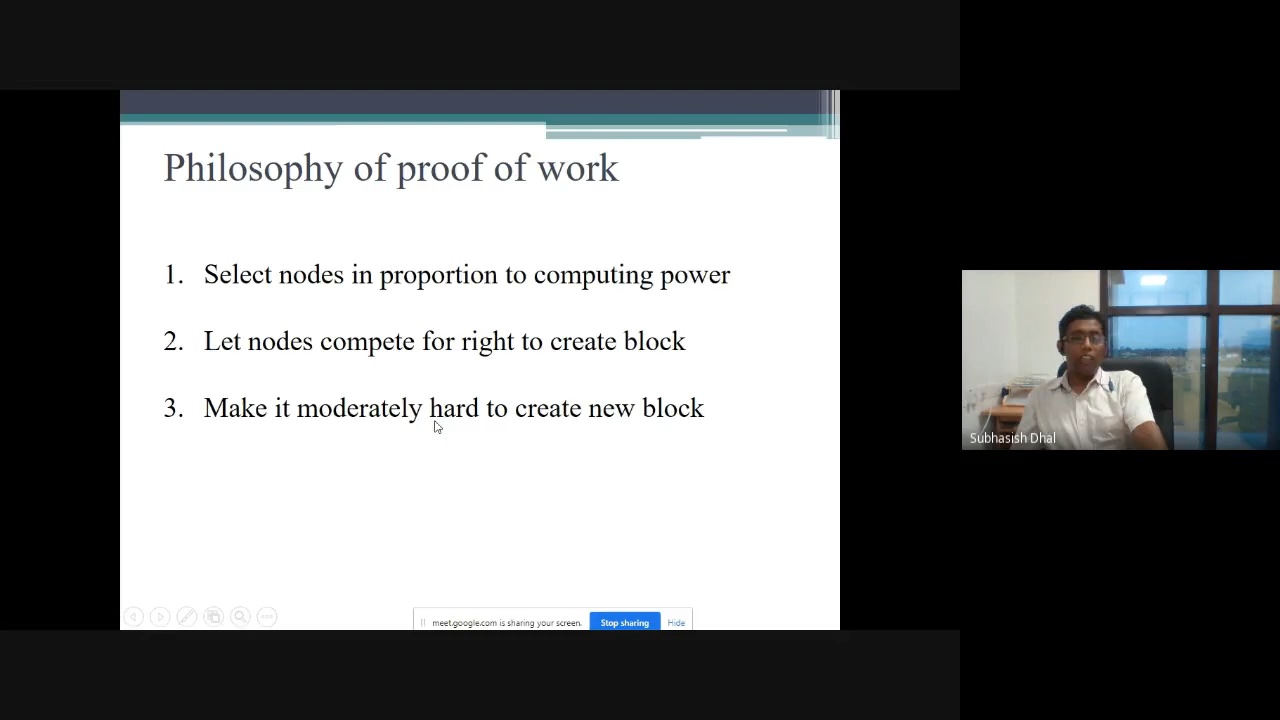 Philosophy of proof of work
1. Select nodes in proportion to computing power
2. Let nodes compete for right to create block
3. Make it moderately hard to create new block
Subhasish Dhal
meet.google.com is sharing your screen.
Stop sharing
Hide